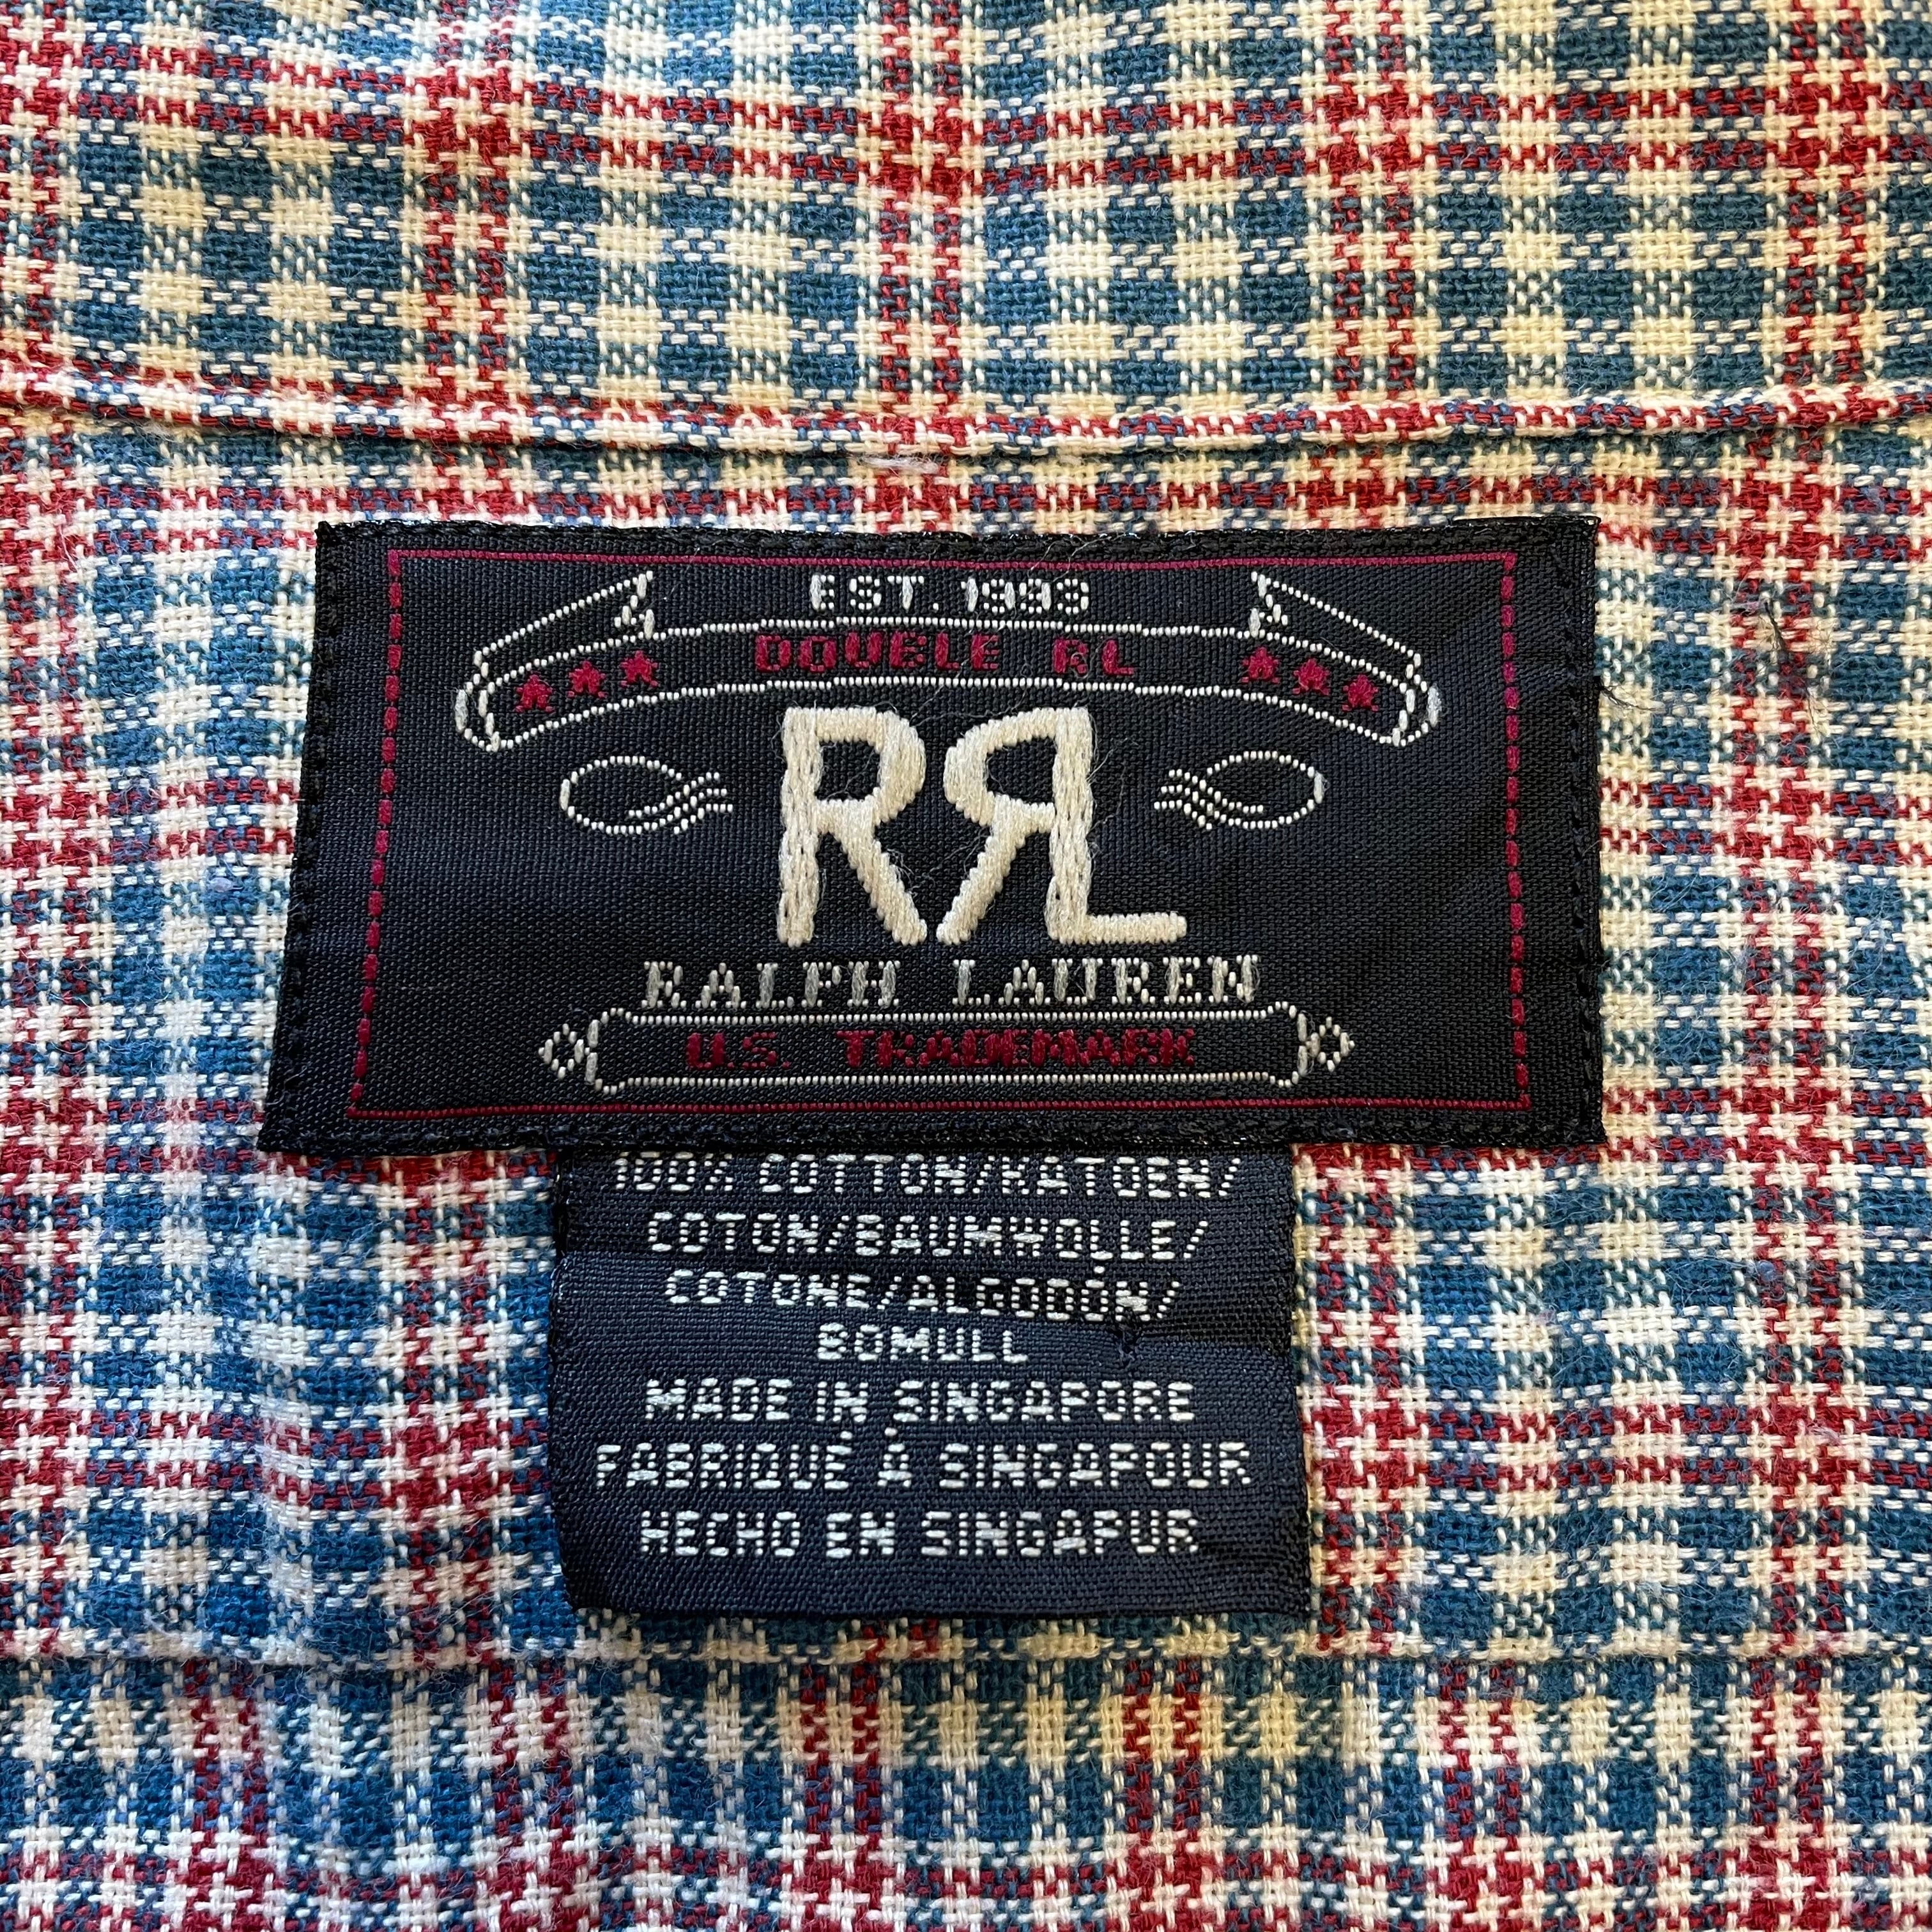 EST. 1993
DOUBLE RL
RRL
RALPH LAUREN
U.S. TRADEMARK
100% COTTON/KATOEN/
COTON/BAUMWOLLE/
COTONE/ALGODÓN/
BOMULL
MADE IN SINGAPORE
FABRIQUÉ À SINGAPOUR
HECHO EN SINGAPUR